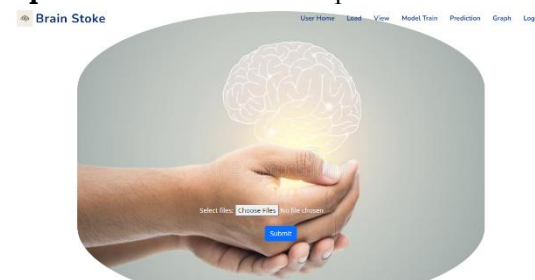 Brain Stoke
User Home Load View Model Train Prediction Graph Log
Select files: Choose Files No file chosen
Submit